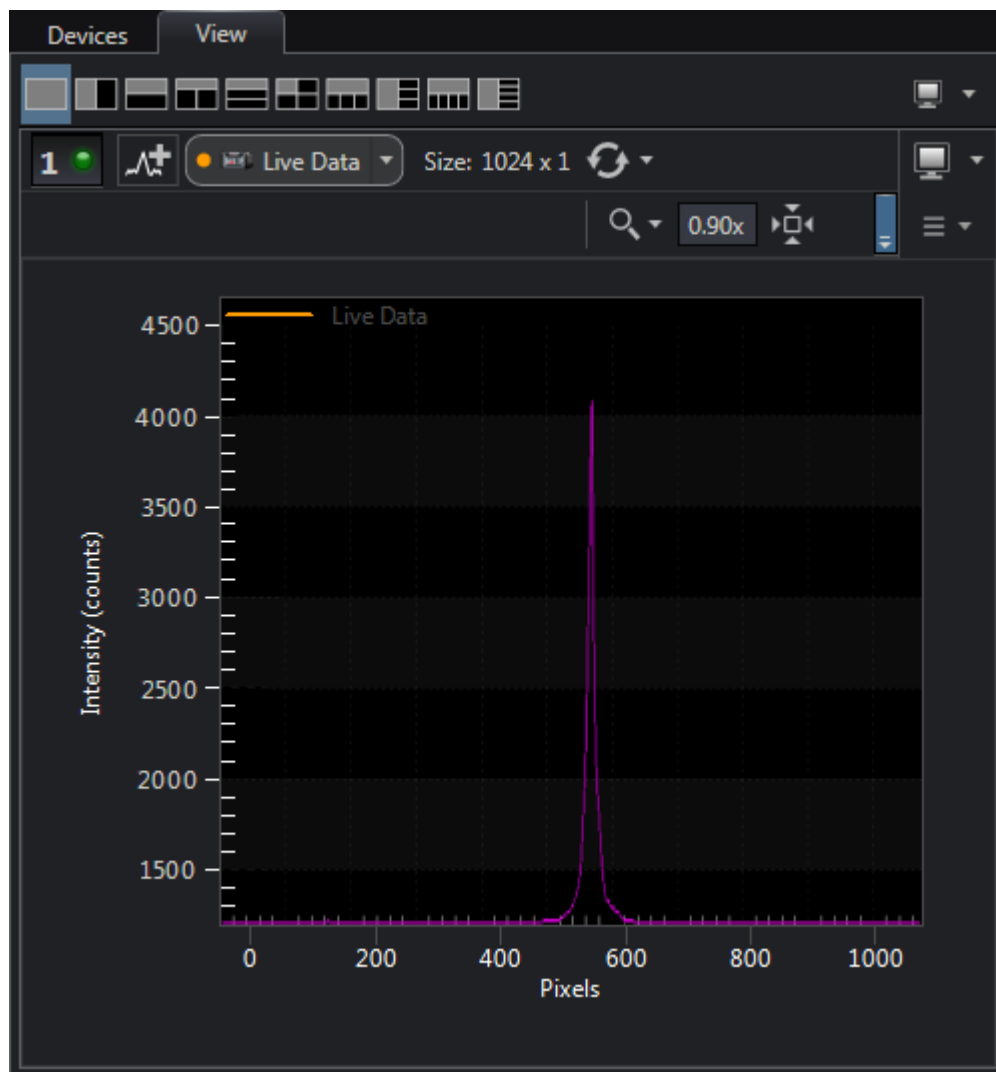 Devices View
1 Live Data Size: 1024 x 1
0.90x
Live Data
4500
4000
3500
3000
2500
2000
1500
Intensity (counts)
0 200 400 600 800 1000
Pixels